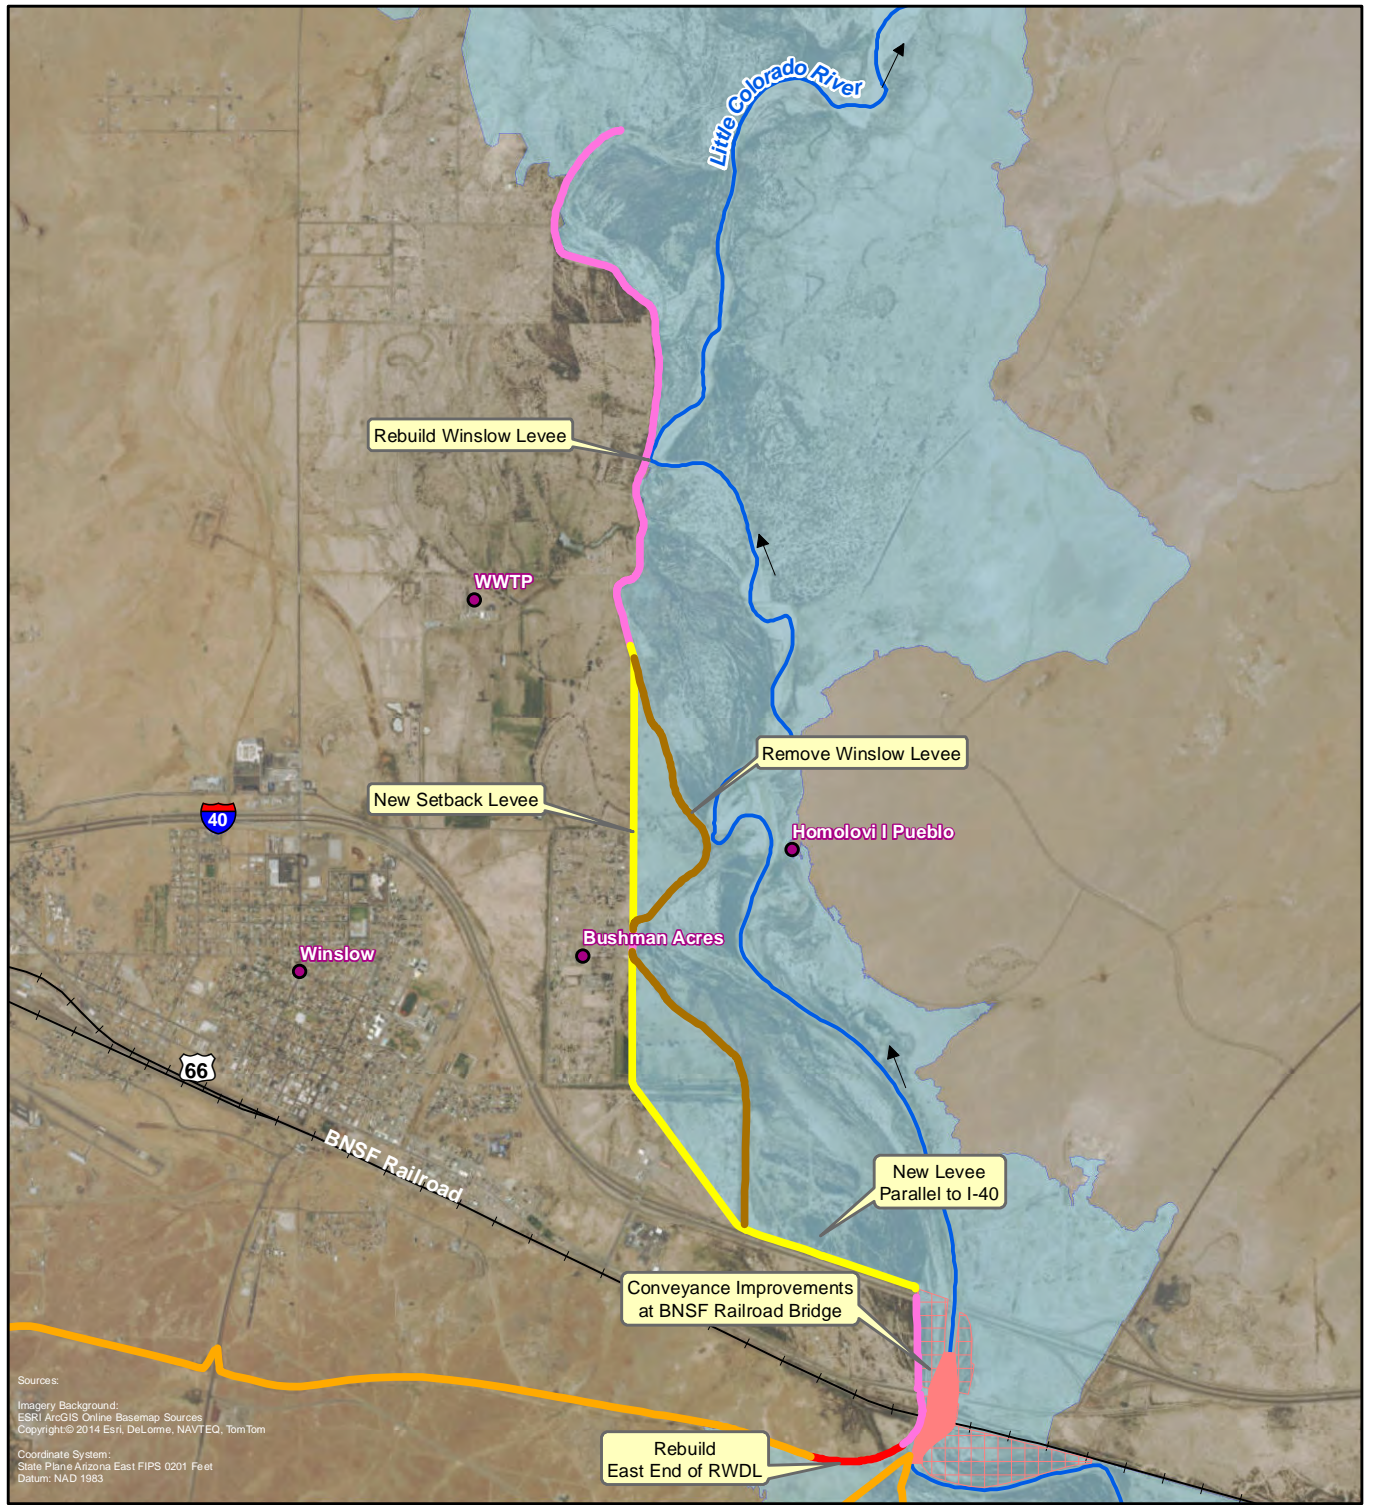 Little Colorado River
Rebuild Winslow Levee
WWTP
Remove Winslow Levee
New Setback Levee
40
Homolovi I Pueblo
Bushman Acres
Winslow
66
BNSF Railroad
New Levee
Parallel to I-40
Conveyance Improvements
at BNSF Railroad Bridge
Rebuild
East End of RWDL
Sources:
Imagery Background:
ESRI ArcGIS Online Basemap Sources
Copyright:© 2014 Esri, DeLorme, NAVTEQ, TomTom
Coordinate System:
State Plane Arizona East FIPS 0201 Feet
Datum: NAD 1983